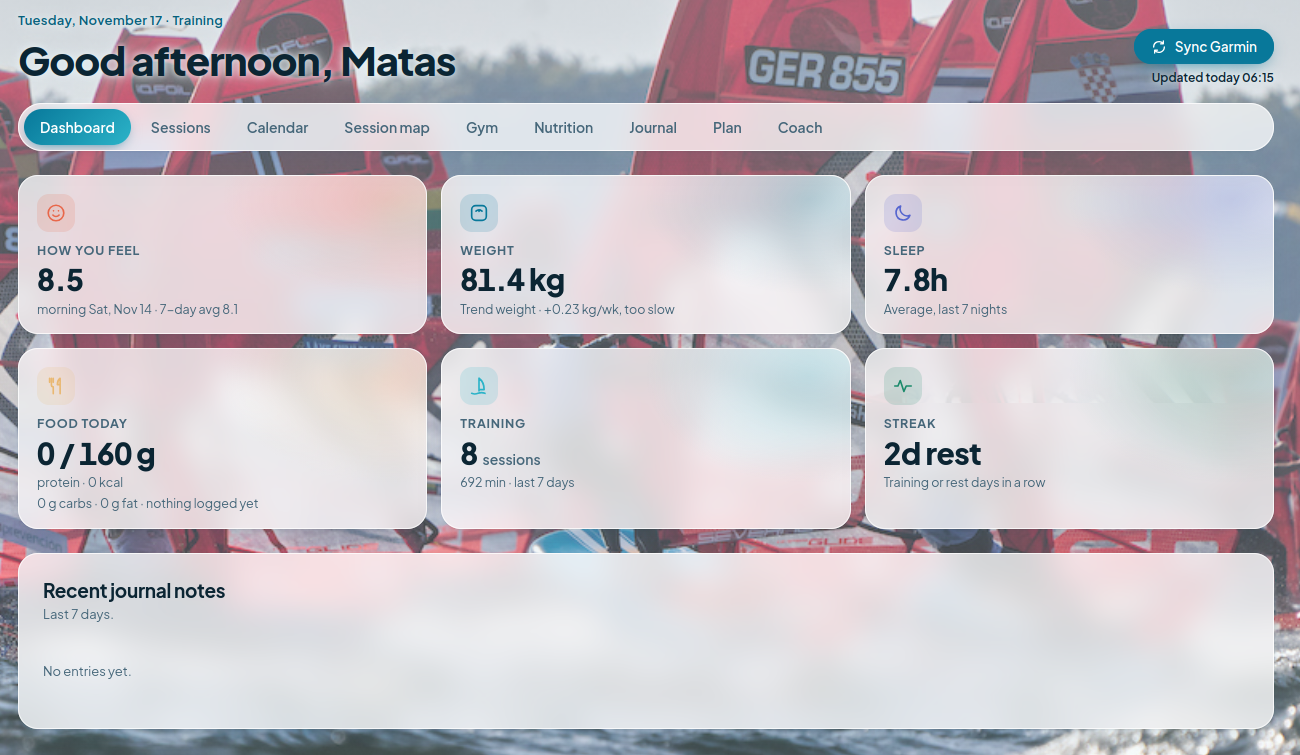 Tuesday, November 17 · Training
Good afternoon, Matas
Sync Garmin
Updated today 06:15
GER 855
Dashboard
Sessions
Calendar
Session map
Gym
Nutrition
Journal
Plan
Coach
HOW YOU FEEL
8.5
morning Sat, Nov 14 · 7-day avg 8.1
WEIGHT
81.4 kg
Trend weight · +0.23 kg/wk, too slow
SLEEP
7.8h
Average, last 7 nights
FOOD TODAY
0 / 160 g
protein · 0 kcal
0 g carbs · 0 g fat · nothing logged yet
TRAINING
8 sessions
692 min · last 7 days
STREAK
2d rest
Training or rest days in a row
GLIDE
Recent journal notes
Last 7 days.
No entries yet.